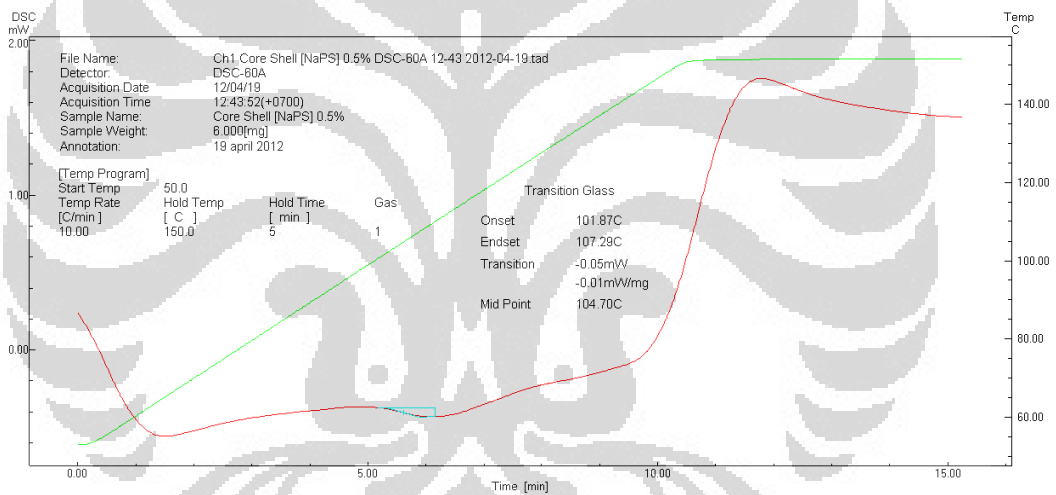 DSC
mW
2.00
1.00
0.00
Temp
C
140.00
120.00
100.00
80.00
60.00
File Name: Ch1 Core Shell [NaPS] 0.5% DSC-60A 12-43 2012-04-19.tad
Detector: DSC-60A
Acquisition Date 12/04/19
Acquisition Time 12:43:52(+0700)
Sample Name: Core Shell [NaPS] 0.5%
Sample Weight: 6.000[mg]
Annotation: 19 april 2012
[Temp Program]
Start Temp 50.0
Temp Rate Hold Temp Hold Time Gas
[C/min ] [ C ] [ min ]
10.00 150.0 5 1
Transition Glass
Onset 101.87C
Endset 107.29C
Transition -0.05mW
-0.01mW/mg
Mid Point 104.70C
0.00 5.00 10.00 15.00
Time [min]